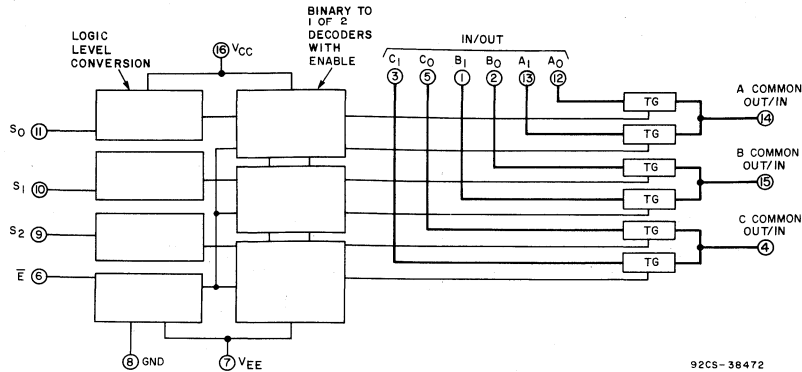 LOGIC
LEVEL
CONVERSION
16 VCC
BINARY TO
1 OF 2
DECODERS
WITH
ENABLE
IN/OUT
C1 C0 B1 B0 A1 A0
3 5 1 2 13 12
S0 11
S1 10
S2 9
E 6
8 GND
7 VEE
TG
TG
TG
TG
TG
TG
A COMMON
OUT/IN
14
B COMMON
OUT/IN
15
C COMMON
OUT/IN
4
92CS-38472